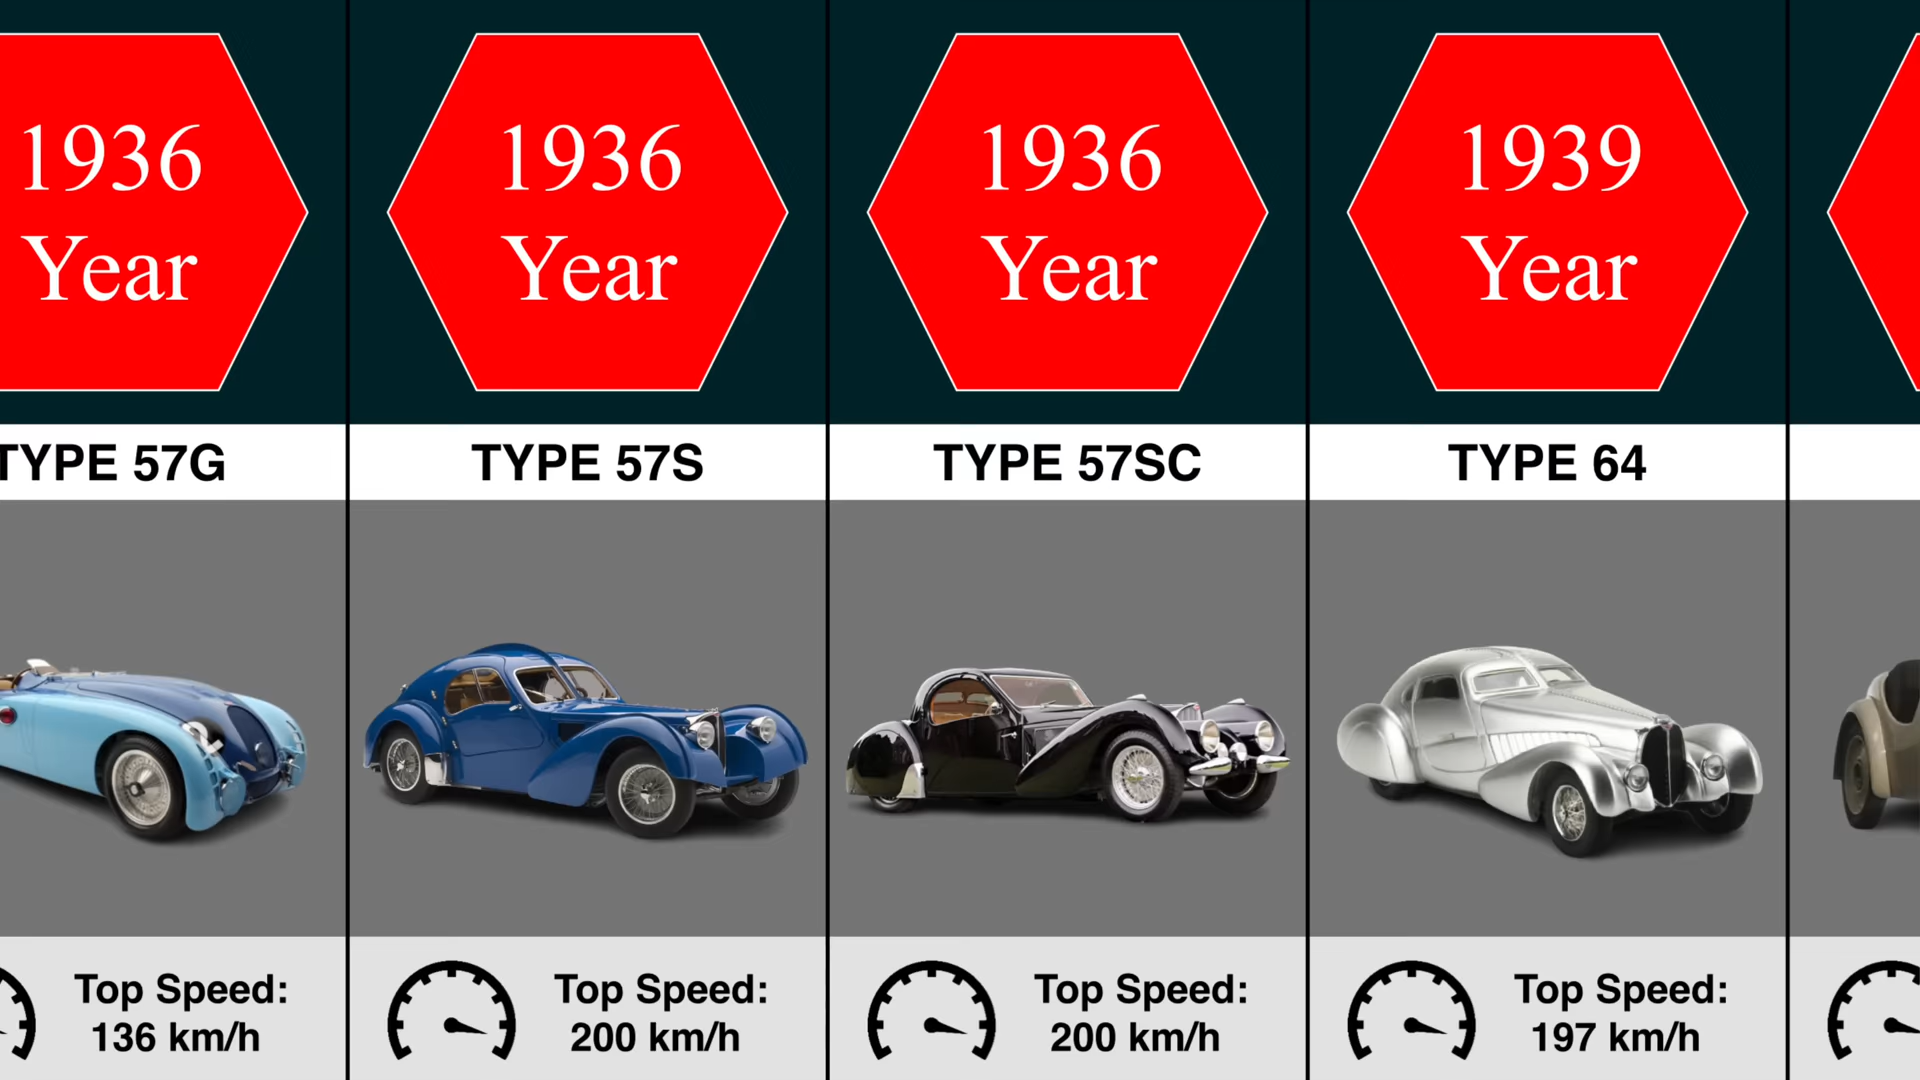 1936
Year
TYPE 57G
Top Speed:
136 km/h
1936
Year
TYPE 57S
Top Speed:
200 km/h
1936
Year
TYPE 57SC
Top Speed:
200 km/h
1939
Year
TYPE 64
Top Speed:
197 km/h